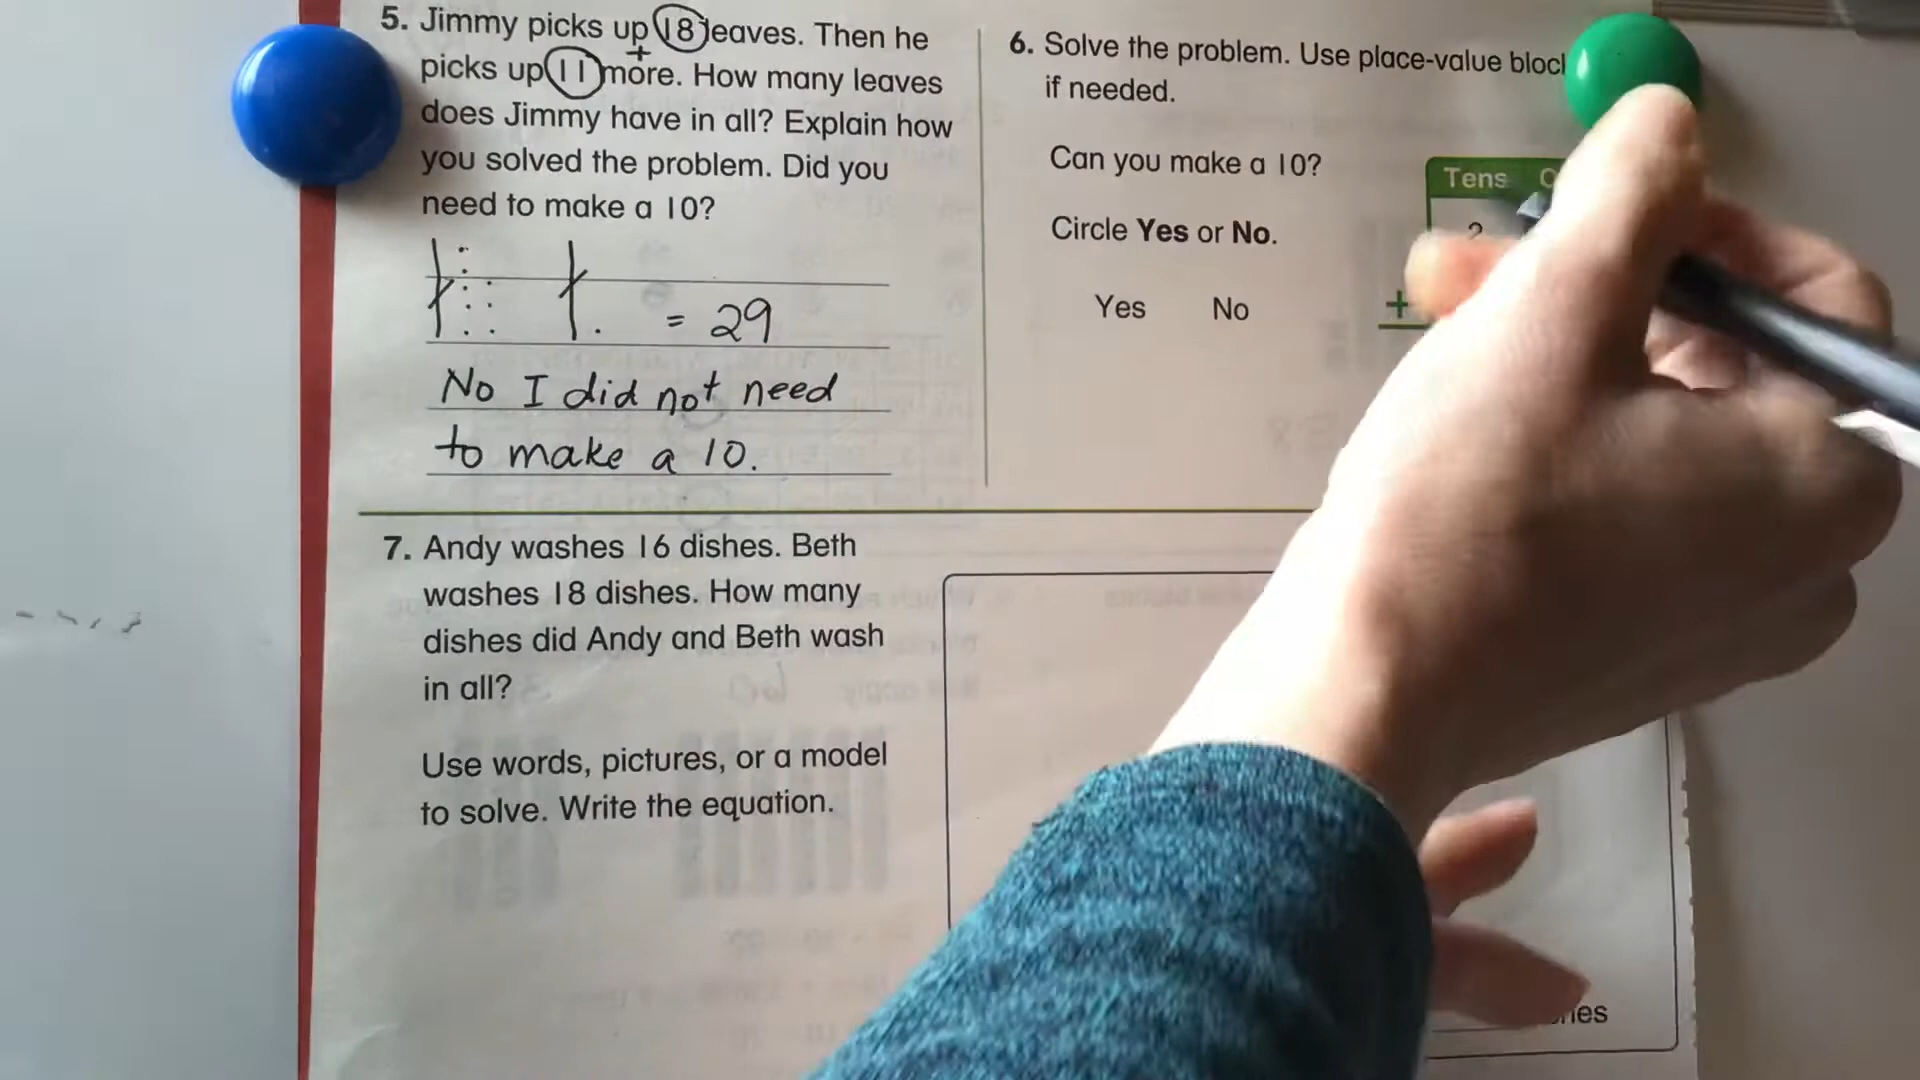 5. Jimmy picks up 18 leaves. Then he
+
picks up 11 more. How many leaves
does Jimmy have in all? Explain how
you solved the problem. Did you
need to make a 10?
= 29
No I did not need
to make a 10.
6. Solve the problem. Use place-value
if needed.
Can you make a 10?
Circle Yes or No.
Yes No
Tens
2
+
7. Andy washes 16 dishes. Beth
washes 18 dishes. How many
dishes did Andy and Beth wash
in all?
Use words, pictures, or a model
to solve. Write the equation.